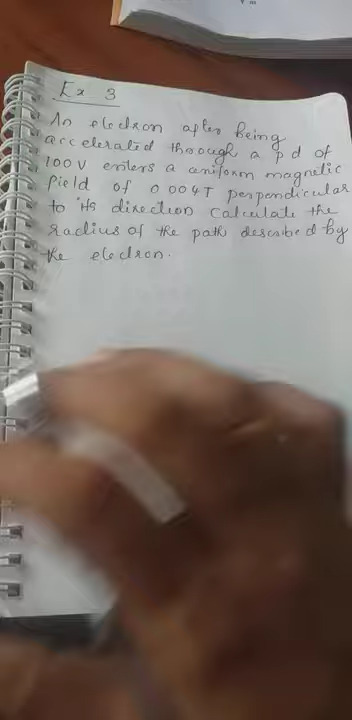 Ex 3
An electron after being
accelerated through a p d of
100V enters a uniform magnetic
field of 0 004T perpendicular
to its direction Calculate the
radius of the path described by
the electron.